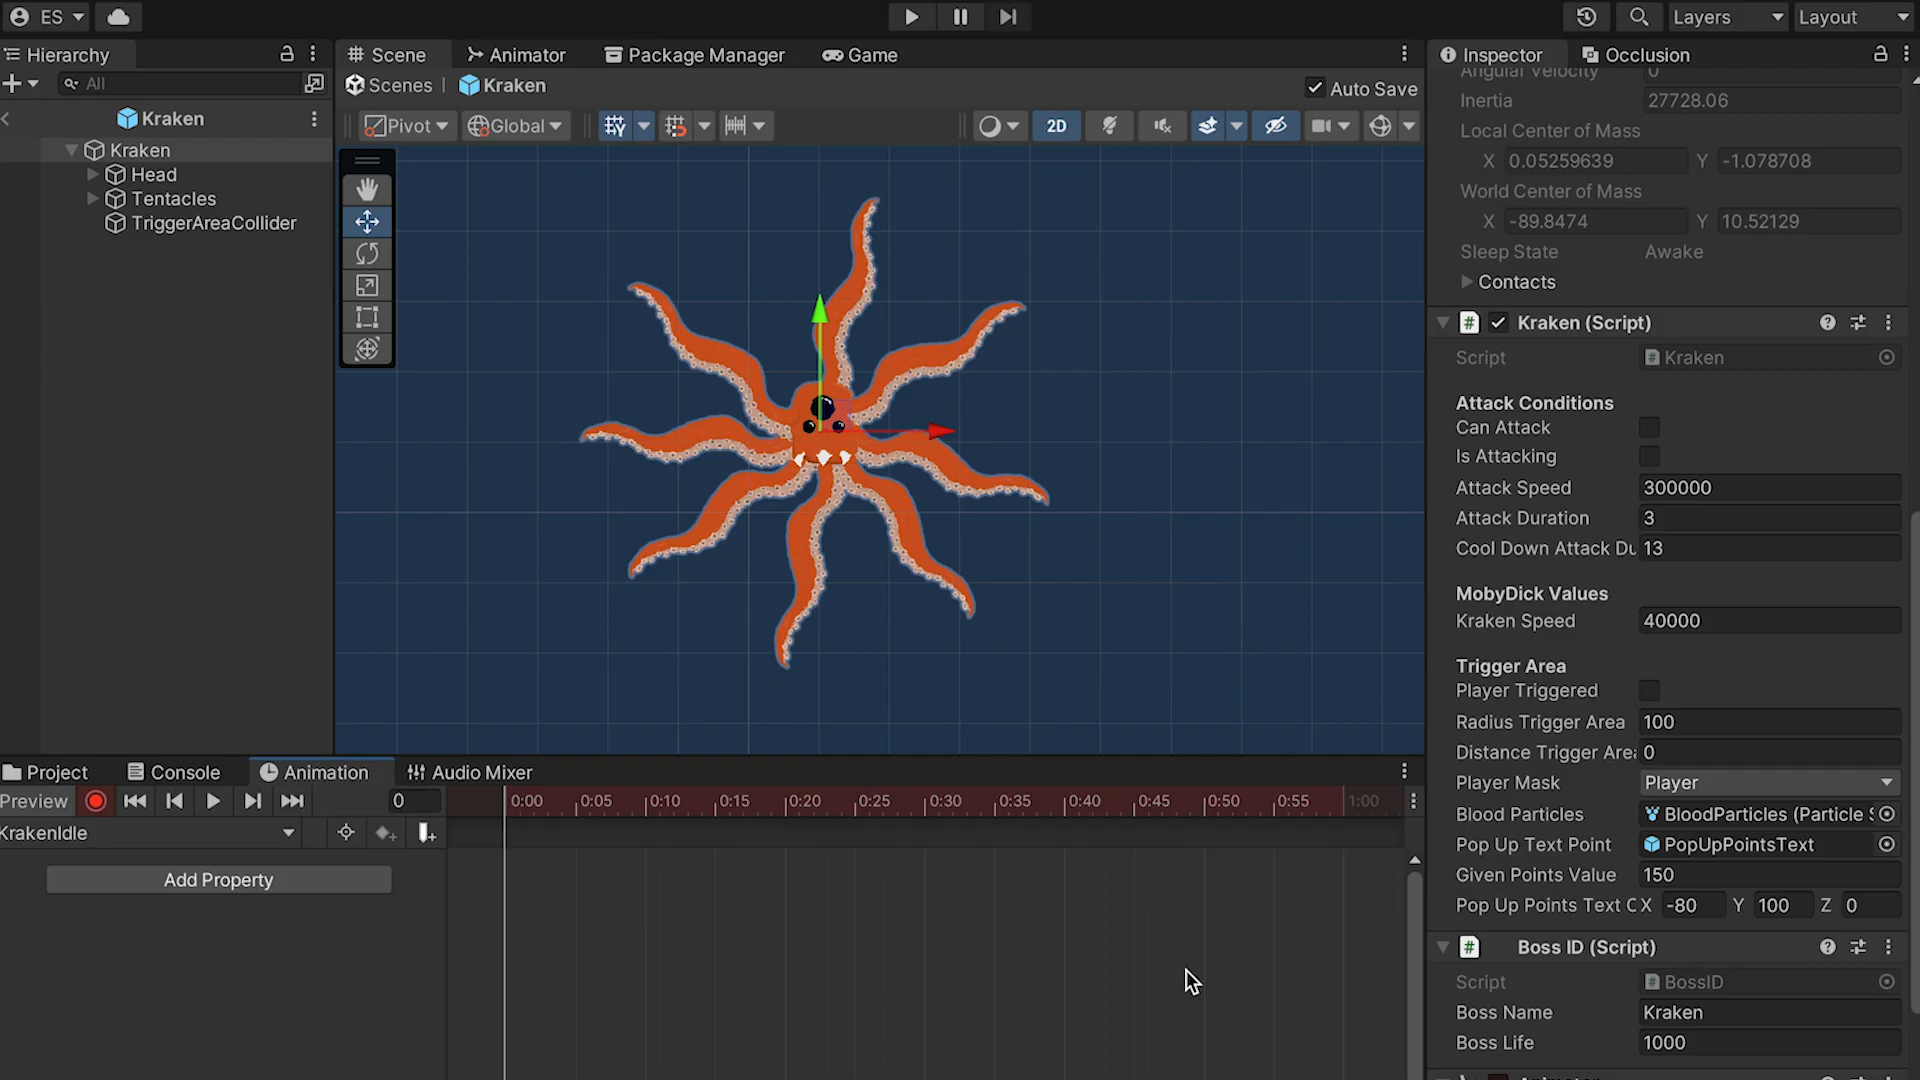 ES
Layers
Layout
Hierarchy
Scene
Animator
Package Manager
Game
Inspector
Occlusion
All
Scenes
Kraken
Auto Save
Kraken
Pivot
Global
2D
Kraken
Head
Tentacles
TriggerAreaCollider
Angular Velocity 0
Inertia 27728.06
Local Center of Mass
X 0.05259639 Y -1.078708
World Center of Mass
X -89.8474 Y 10.52129
Sleep State Awake
Contacts
# Kraken (Script)
Script Kraken
Attack Conditions
Can Attack
Is Attacking
Attack Speed 300000
Attack Duration 3
Cool Down Attack Du 13
MobyDick Values
Kraken Speed 40000
Trigger Area
Player Triggered
Radius Trigger Area 100
Distance Trigger Area 0
Player Mask Player
Blood Particles BloodParticles (Particle S
Pop Up Text Point PopUpPointsText
Given Points Value 150
Pop Up Points Text O X -80 Y 100 Z 0
# Boss ID (Script)
Script BossID
Boss Name Kraken
Boss Life 1000
Project
Console
Animation
Audio Mixer
Preview
0
0:00 0:05 0:10 0:15 0:20 0:25 0:30 0:35 0:40 0:45 0:50 0:55 1:00
KrakenIdle
Add Property